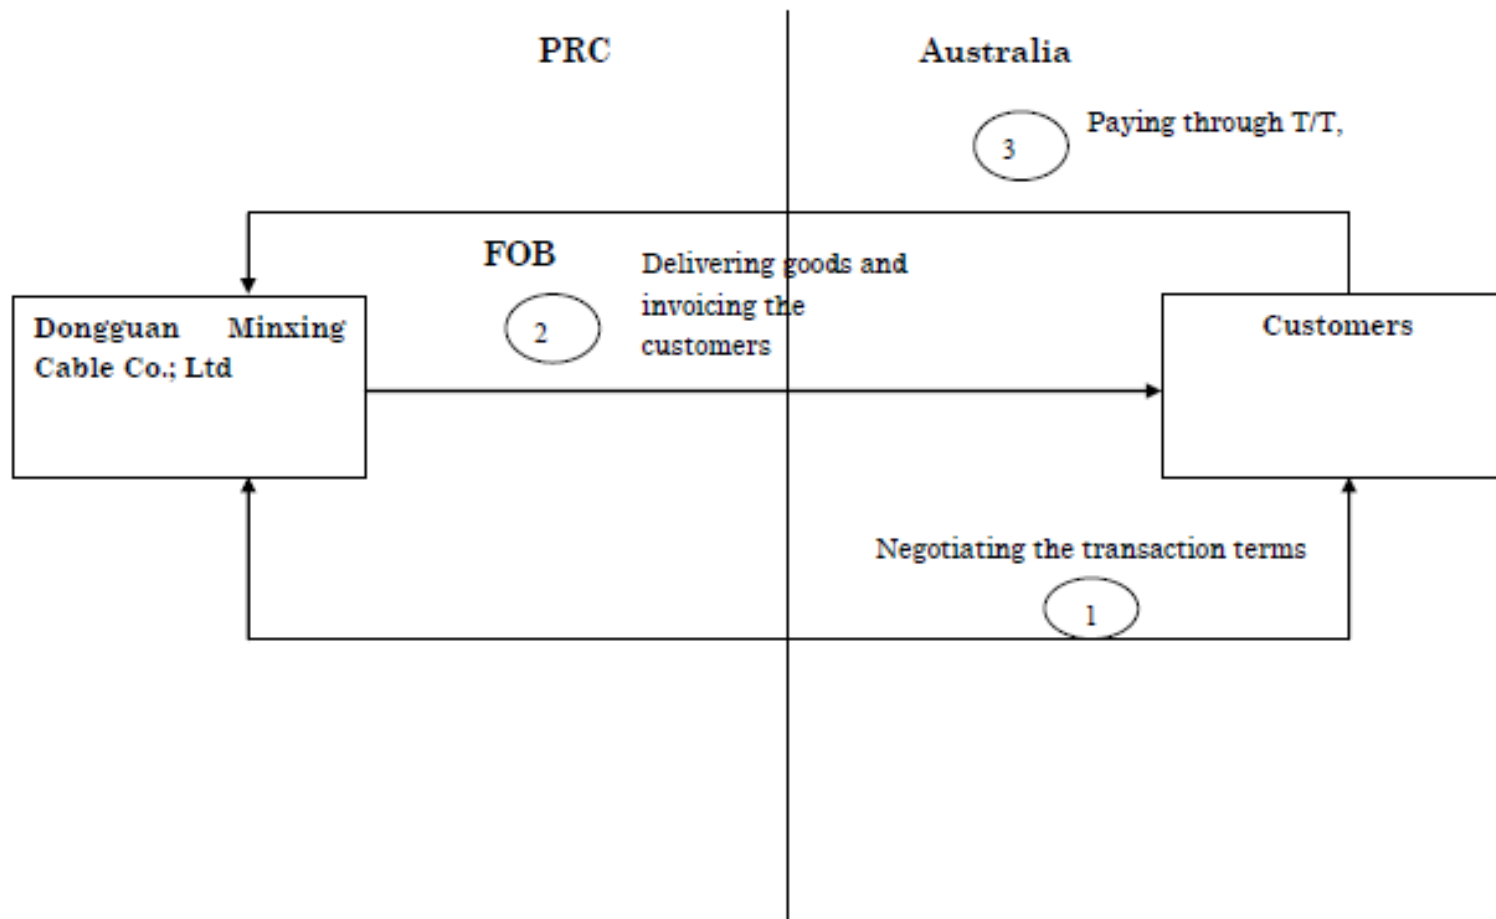 PRC
Australia
3
Paying through T/T,
FOB
2
Delivering goods and
invoicing the
customers
Dongguan Minxing
Cable Co.; Ltd
Customers
Negotiating the transaction terms
1